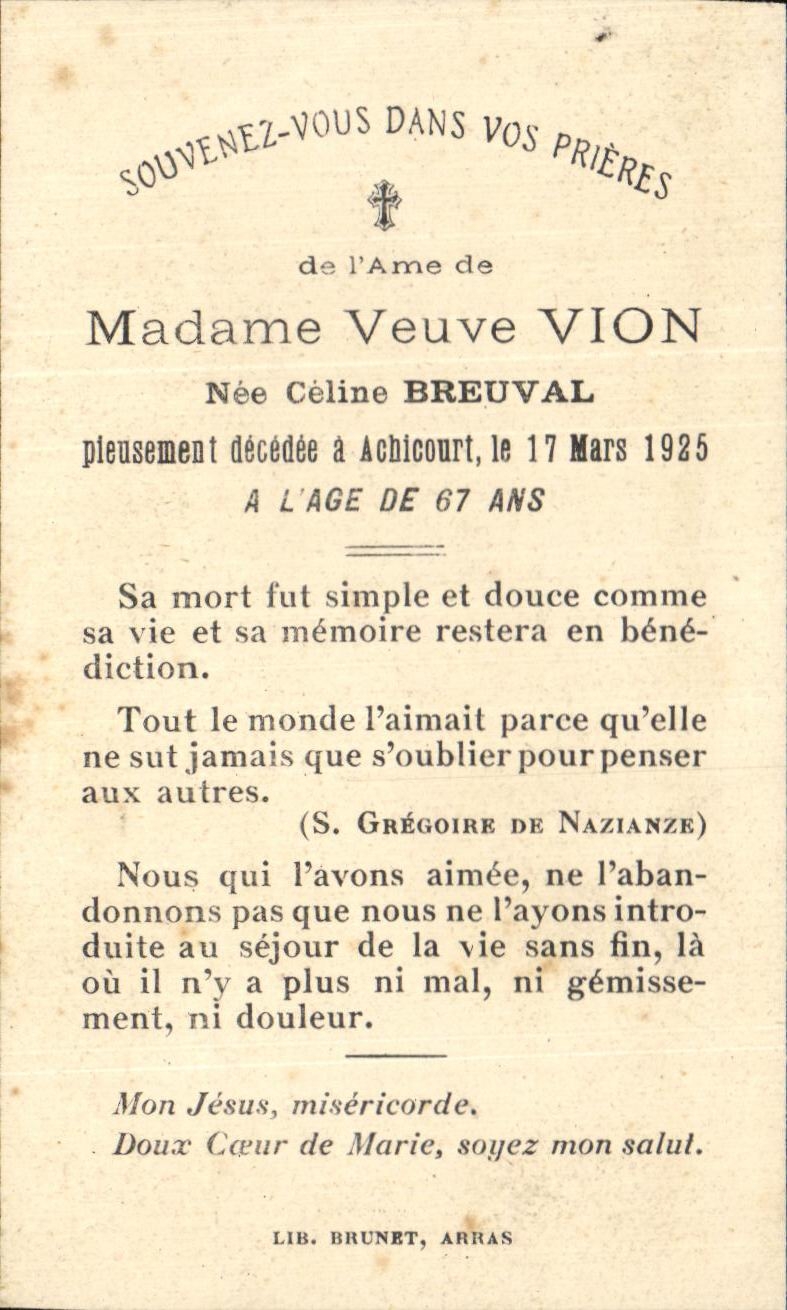 SOUVENEZ-VOUS DANS VOS PRIÈRES
de l'Ame de
Madame Veuve VION
Née Céline BREUVAL
pieusement décédée à Achicourt, le 17 Mars 1925
A L'AGE DE 67 ANS
Sa mort fut simple et douce comme
sa vie et sa mémoire restera en béné-
diction.
Tout le monde l'aimait parce qu'elle
ne sut jamais que s'oublier pour penser
aux autres.
(S. GRÉGOIRE DE NAZIANZE)
Nous qui l'avons aimée, ne l'aban-
donnons pas que nous ne l'ayons intro-
duite au séjour de la vie sans fin, là
où il n'y a plus ni mal, ni gémisse-
ment, ni douleur.
Mon Jésus, miséricorde.
Doux Cœur de Marie, soyez mon salut.
LIB. BRUNET, ARRAS